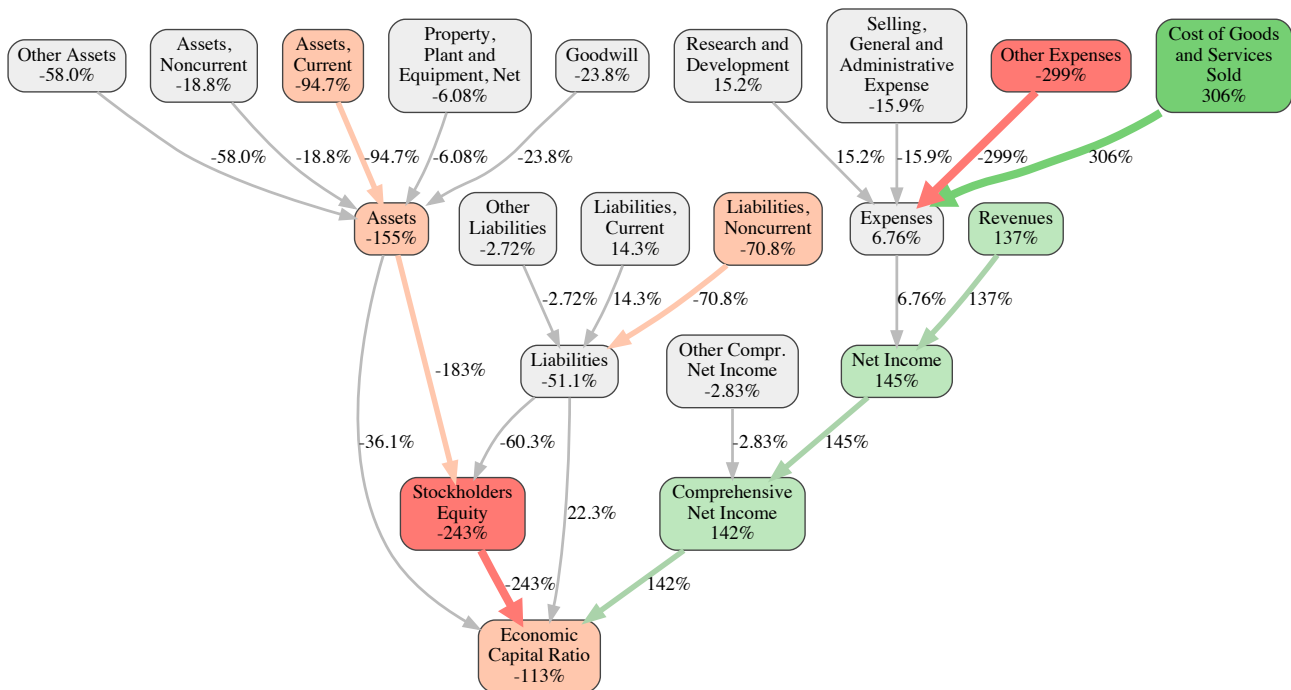 Other Assets
-58.0%
Assets,
Noncurrent
-18.8%
Assets,
Current
-94.7%
Property,
Plant and
Equipment, Net
-6.08%
Goodwill
-23.8%
Research and
Development
15.2%
Selling,
General and
Administrative
Expense
-15.9%
Other Expenses
-299%
Cost of Goods
and Services
Sold
306%
-58.0%
-18.8%
-94.7%
-6.08%
-23.8%
15.2%
-15.9%
-299%
306%
Assets
-155%
Other
Liabilities
-2.72%
Liabilities,
Current
14.3%
Liabilities,
Noncurrent
-70.8%
Expenses
6.76%
Revenues
137%
-2.72%
14.3%
-70.8%
6.76%
137%
-183%
Liabilities
-51.1%
Other Compr.
Net Income
-2.83%
Net Income
145%
-36.1%
-60.3%
-2.83%
145%
Stockholders
Equity
-243%
22.3%
Comprehensive
Net Income
142%
-243%
142%
Economic
Capital Ratio
-113%